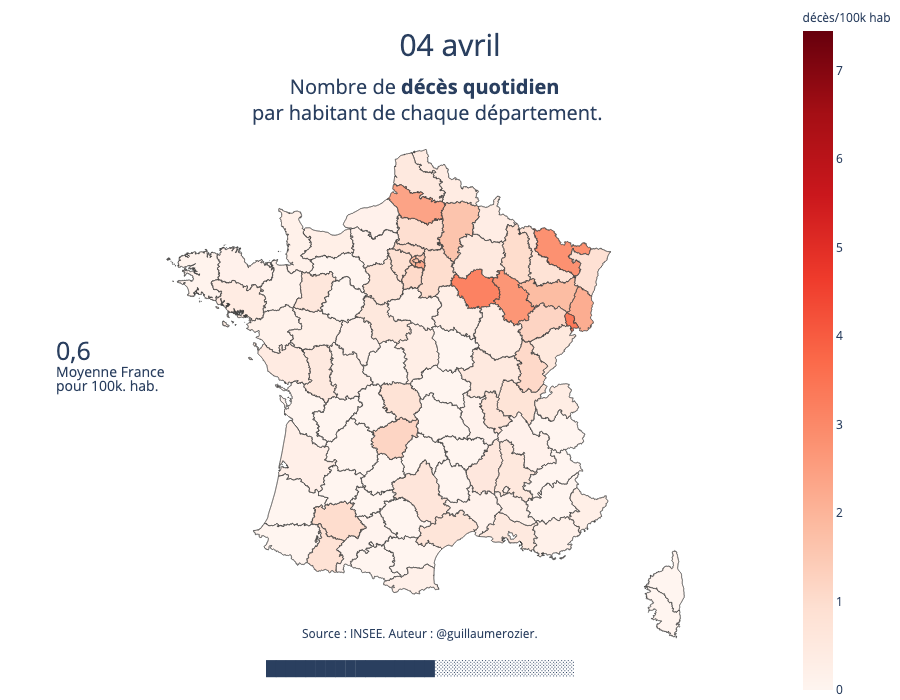 décès/100k hab
04 avril
Nombre de décès quotidien
par habitant de chaque département.
7
6
5
4
3
2
1
0
0,6
Moyenne France
pour 100k. hab.
Source : INSEE. Auteur : @guillaumerozier.